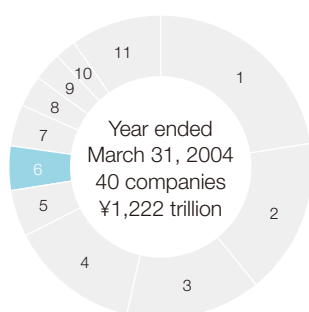 11
10
9
8
7
6
5
4
3
2
1
Year ended
March 31, 2004
40 companies
¥1,222 trillion